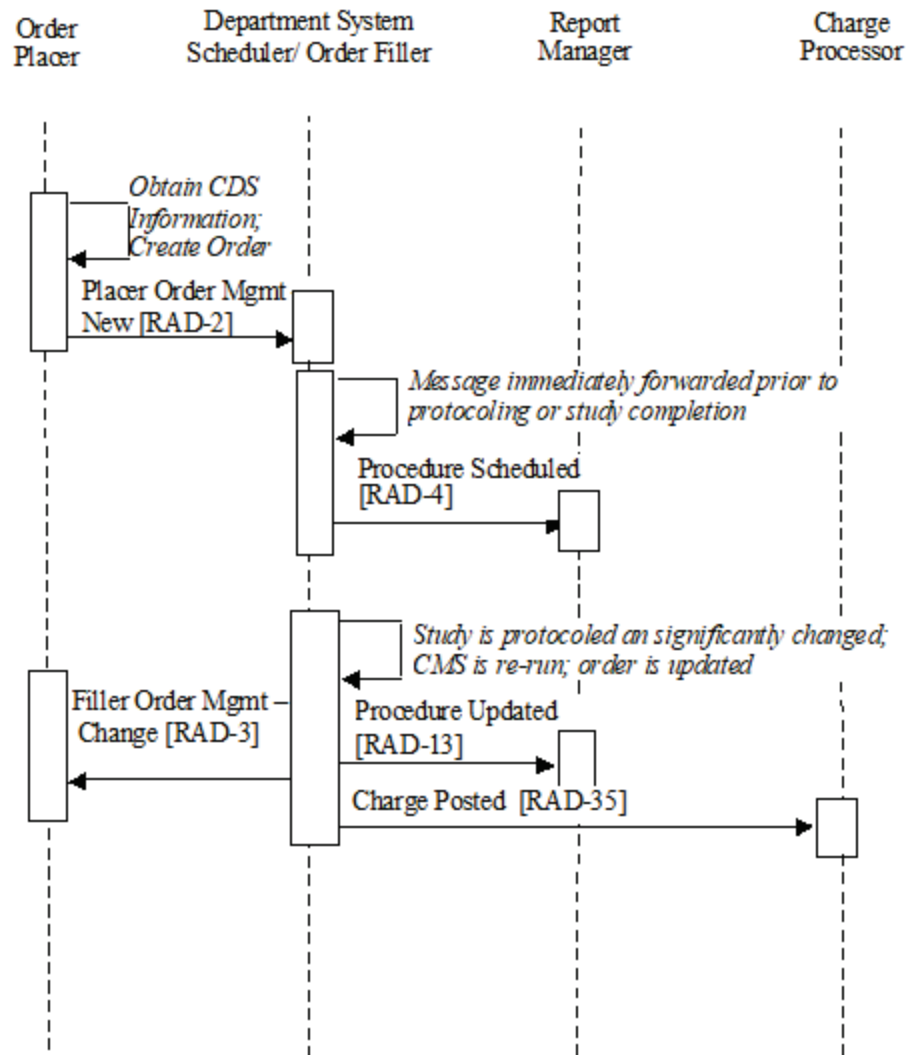 Order
Placer
Department System
Scheduler/ Order Filler
Report
Manager
Charge
Processor
Obtain CDS
Information;
Create Order
Placer Order Mgmt
New [RAD-2]
Message immediately forwarded prior to
protocoling or study completion
Procedure Scheduled
[RAD-4]
Study is protocoled an significantly changed;
CMS is re-run; order is updated
Filler Order Mgmt –
Change [RAD-3]
Procedure Updated
[RAD-13]
Charge Posted [RAD-35]